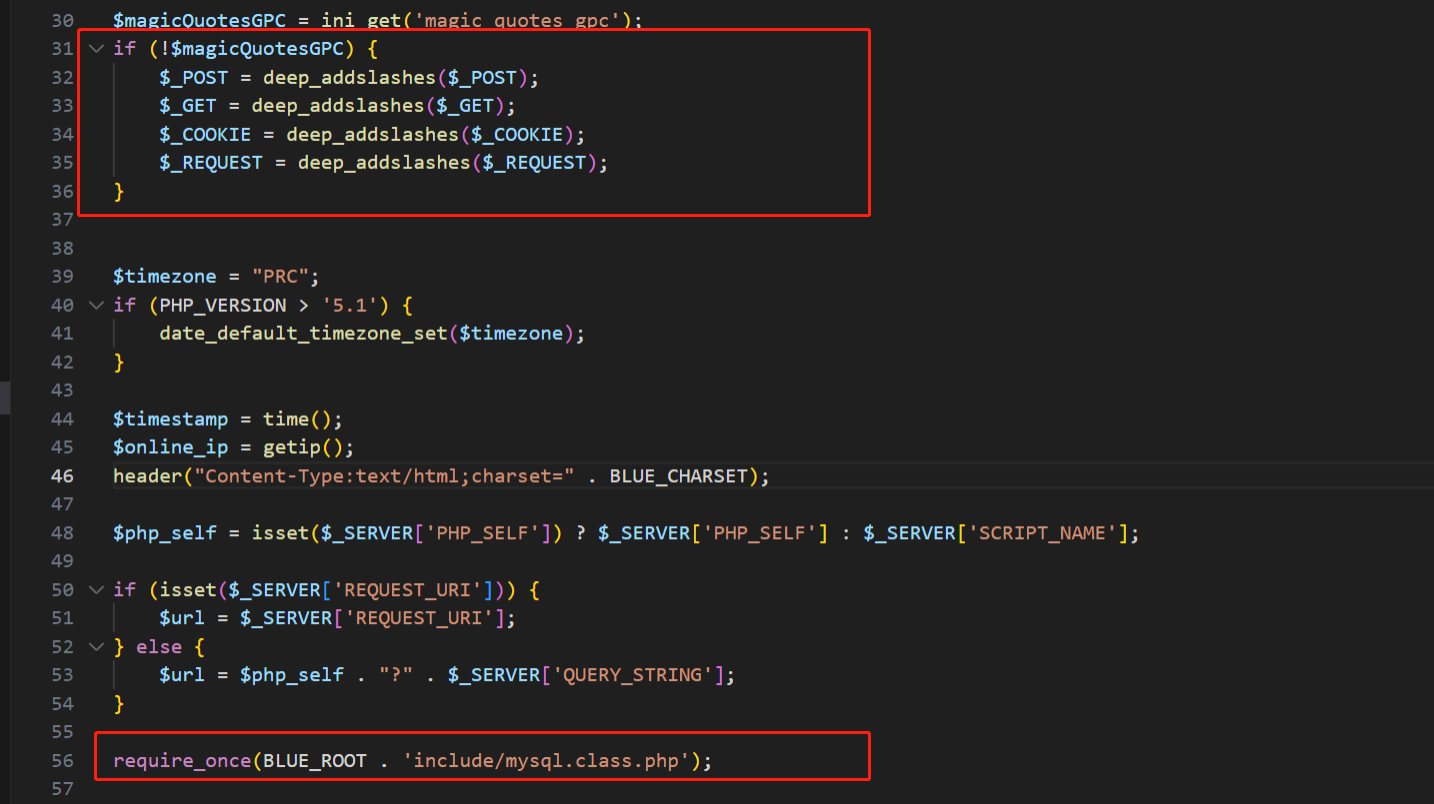 30 $magicQuotesGPC = ini_get('magic_quotes_gpc');
31 if (!$magicQuotesGPC) {
32 $_POST = deep_addslashes($_POST);
33 $_GET = deep_addslashes($_GET);
34 $_COOKIE = deep_addslashes($_COOKIE);
35 $_REQUEST = deep_addslashes($_REQUEST);
36 }
37
38
39 $timezone = "PRC";
40 if (PHP_VERSION > '5.1') {
41 date_default_timezone_set($timezone);
42 }
43
44 $timestamp = time();
45 $online_ip = getip();
46 header("Content-Type:text/html;charset=" . BLUE_CHARSET);
47
48 $php_self = isset($_SERVER['PHP_SELF']) ? $_SERVER['PHP_SELF'] : $_SERVER['SCRIPT_NAME'];
49
50 if (isset($_SERVER['REQUEST_URI'])) {
51 $url = $_SERVER['REQUEST_URI'];
52 } else {
53 $url = $php_self . "?" . $_SERVER['QUERY_STRING'];
54 }
55
56 require_once(BLUE_ROOT . 'include/mysql.class.php');
57